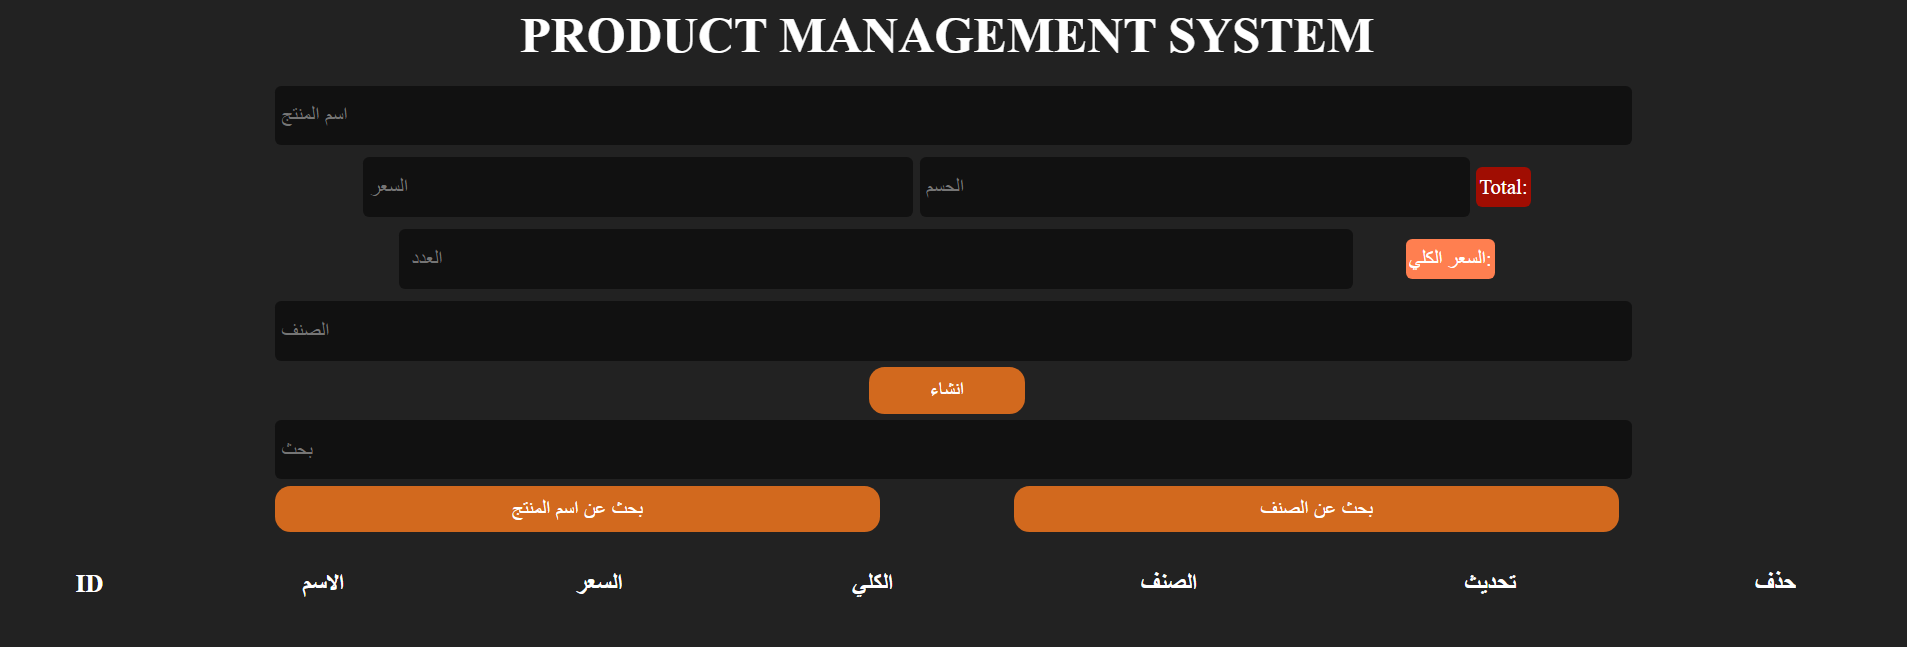 PRODUCT MANAGEMENT SYSTEM
اسم المنتج
السعر الحسم Total:
العدد السعر الكلي:
الصنف
انشاء
بحث
بحث عن اسم المنتج بحث عن الصنف
ID الاسم السعر الكلي الصنف تحديث حذف